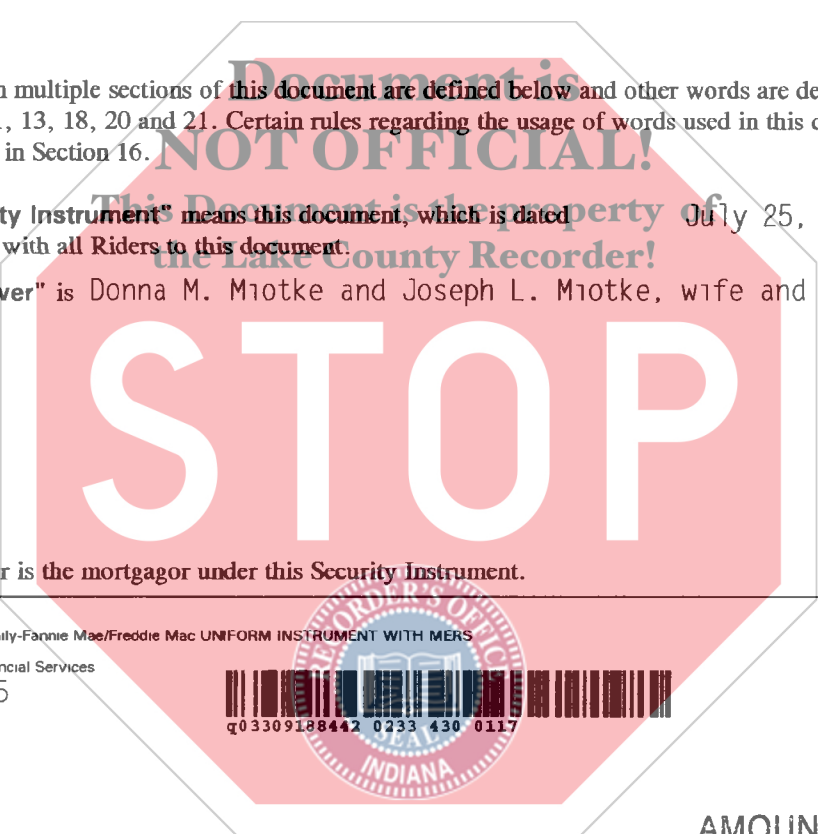 Document is
n multiple sections of this document are defined below and other words are de
, 13, 18, 20 and 21. Certain rules regarding the usage of words used in this
in Section 16.
NOT OFFICIAL!
ty Instrument" means this document, which is dated July 25,
This Document is the property of
with all Riders to this document.
the Lake County Recorder!
ver" is Donna M. Miotke and Joseph L. Miotke, wife and
STOP
r is the mortgagor under this Security Instrument.
RECORDER'S OFFICE
ily-Fannie Mae/Freddie Mac UNIFORM INSTRUMENT WITH MERS
ncial Services
5
q03309188442 0233 430 0117
SEAL
INDIANA
AMOUN